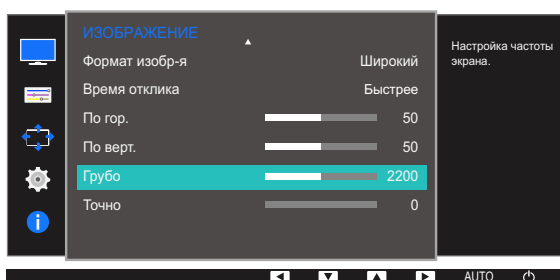 ИЗОБРАЖЕНИЕ
Формат изобр-я Широкий
Время отклика Быстрее
По гор. 50
По верт. 50
Грубо 2200
Точно 0
Настройка частоты
экрана.
AUTO